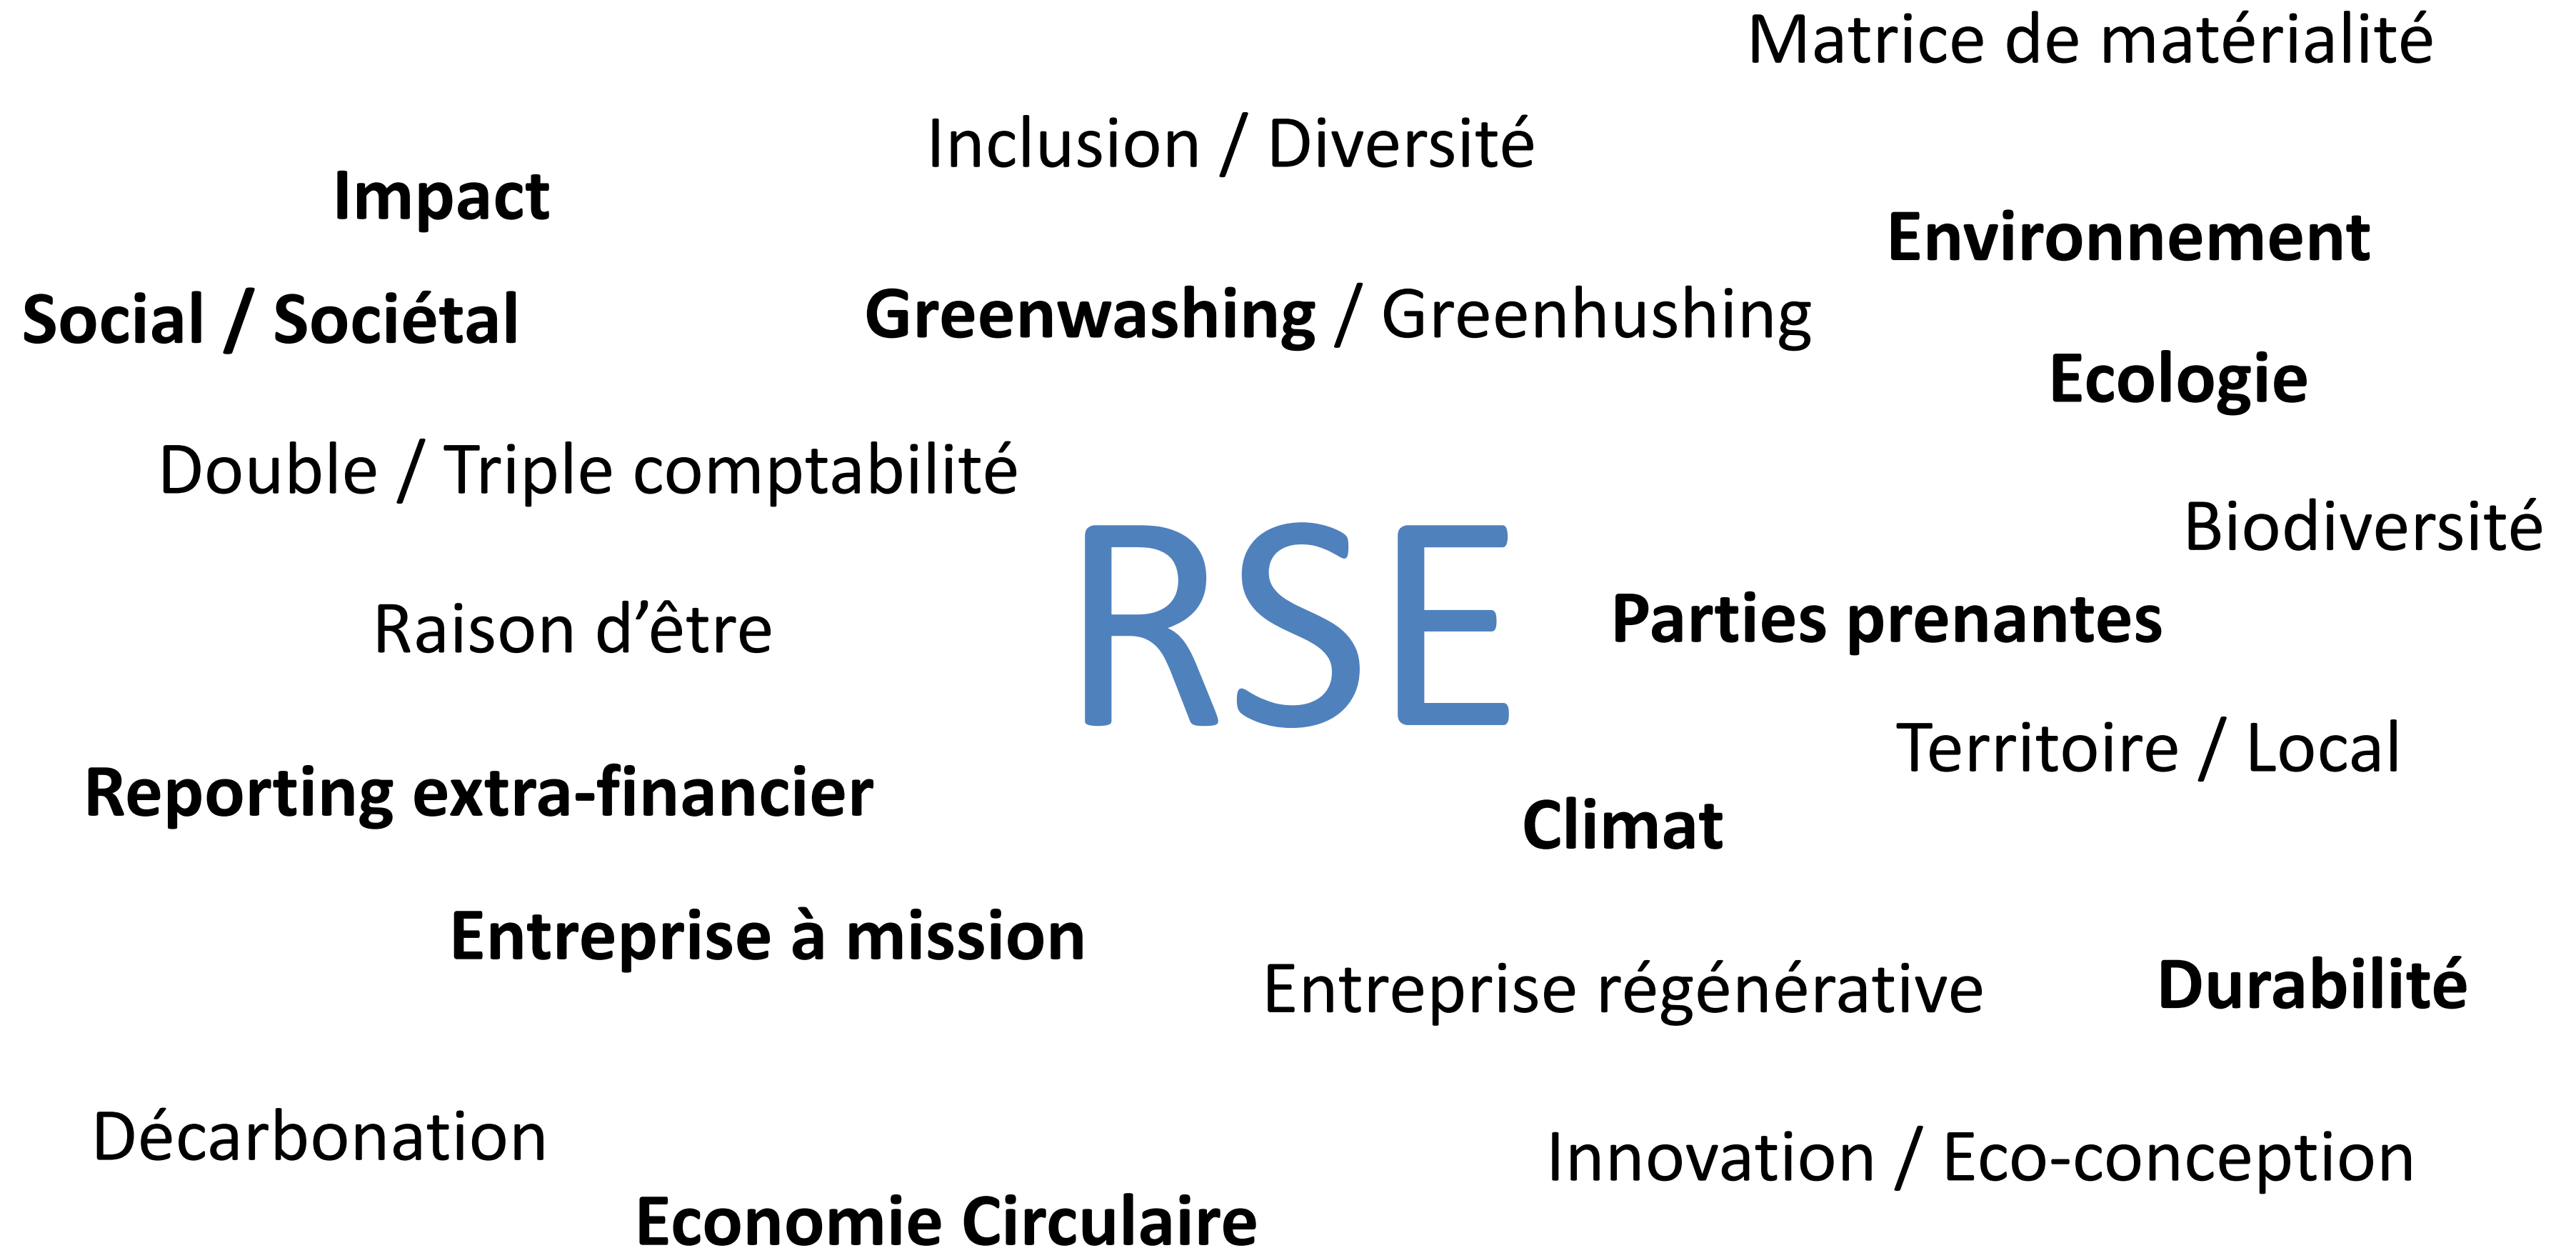 Matrice de matérialité
Inclusion / Diversité
Impact
Environnement
Social / Sociétal
Greenwashing / Greenhushing
Ecologie
Double / Triple comptabilité
Biodiversité
RSE
Raison d’être
Parties prenantes
Territoire / Local
Reporting extra-financier
Climat
Entreprise à mission
Entreprise régénérative
Durabilité
Décarbonation
Innovation / Eco-conception
Economie Circulaire